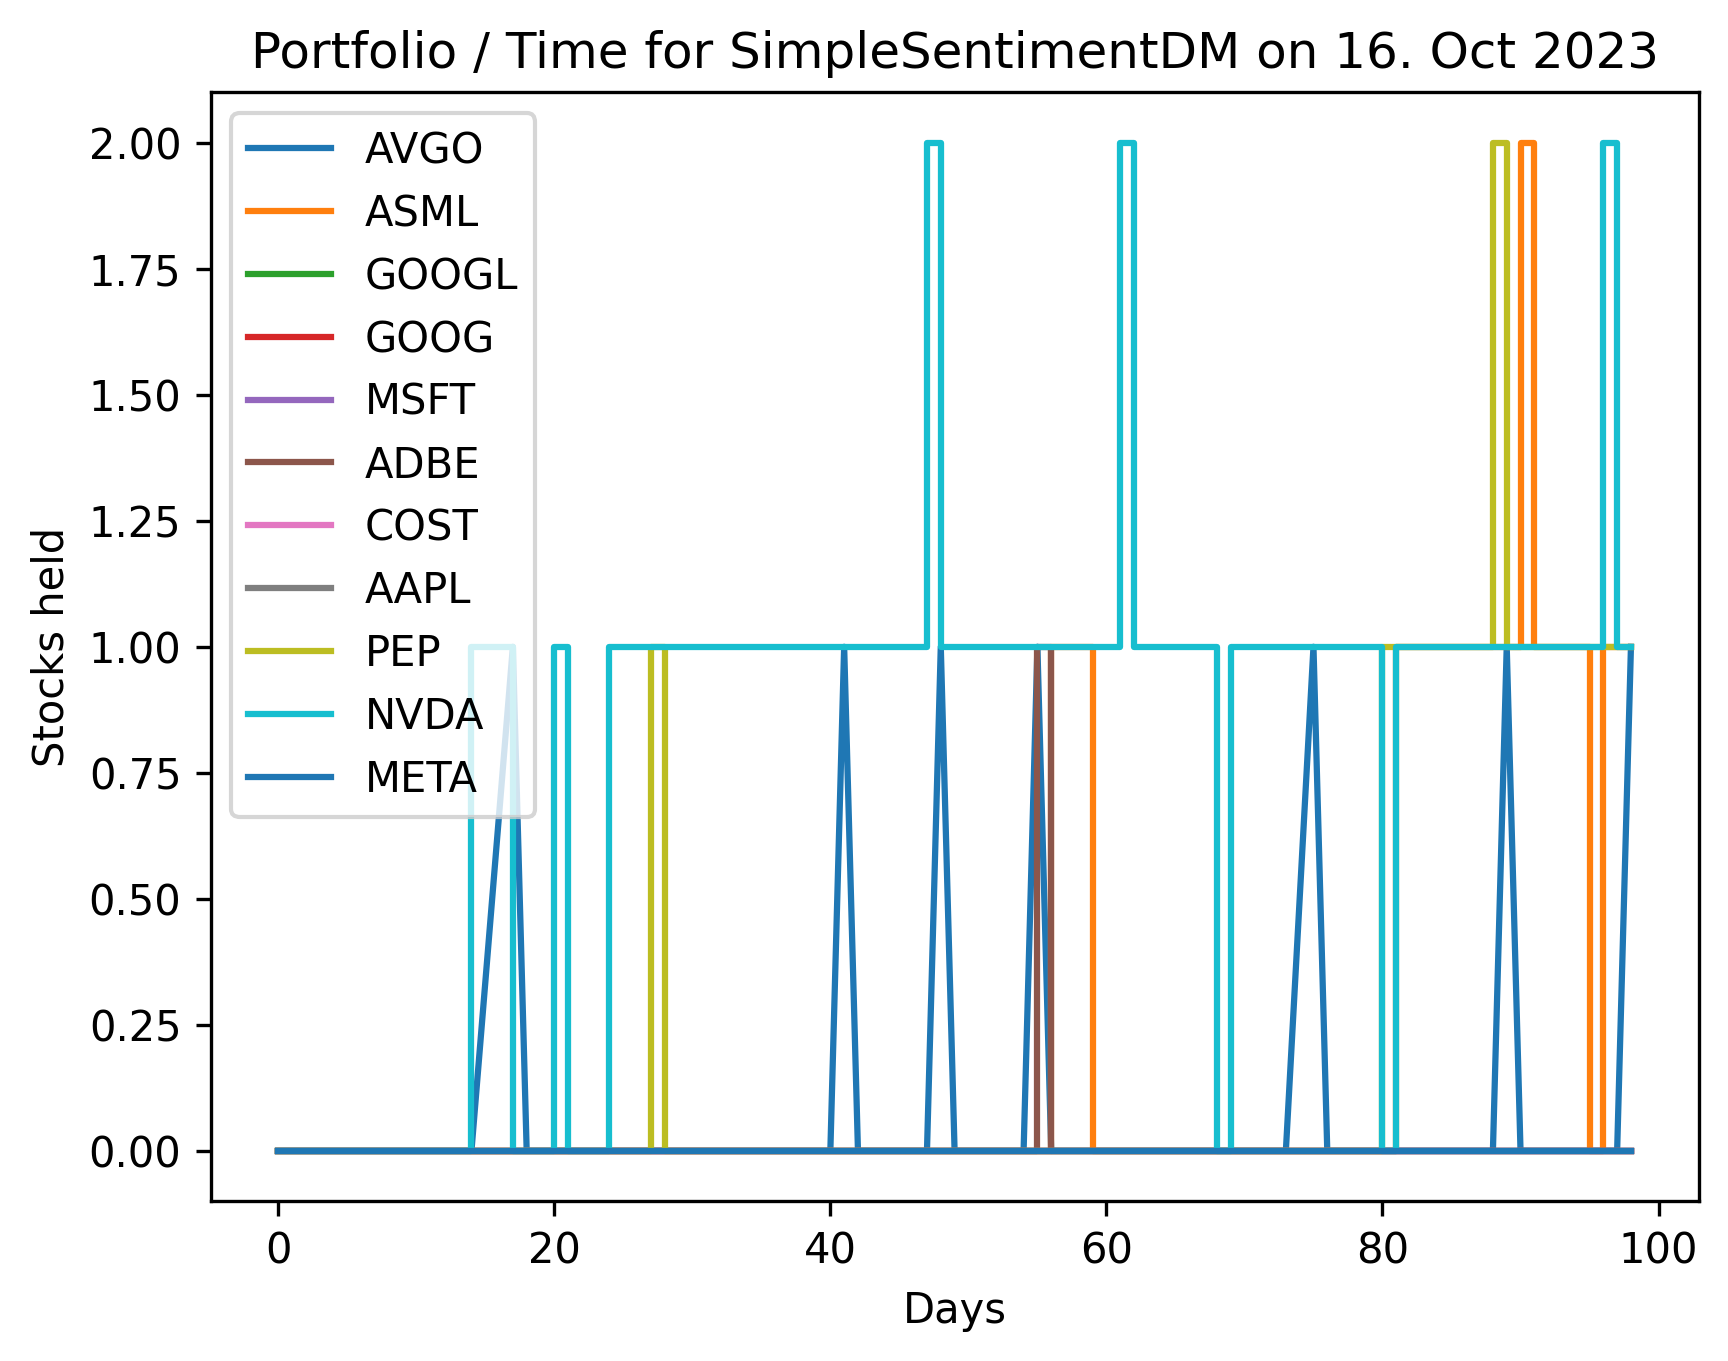 Portfolio / Time for SimpleSentimentDM on 16. Oct 2023
AVGO
ASML
GOOGL
GOOG
MSFT
ADBE
COST
AAPL
PEP
NVDA
META
2.00
1.75
1.50
1.25
1.00
0.75
0.50
0.25
0.00
Stocks held
0 20 40 60 80 100
Days